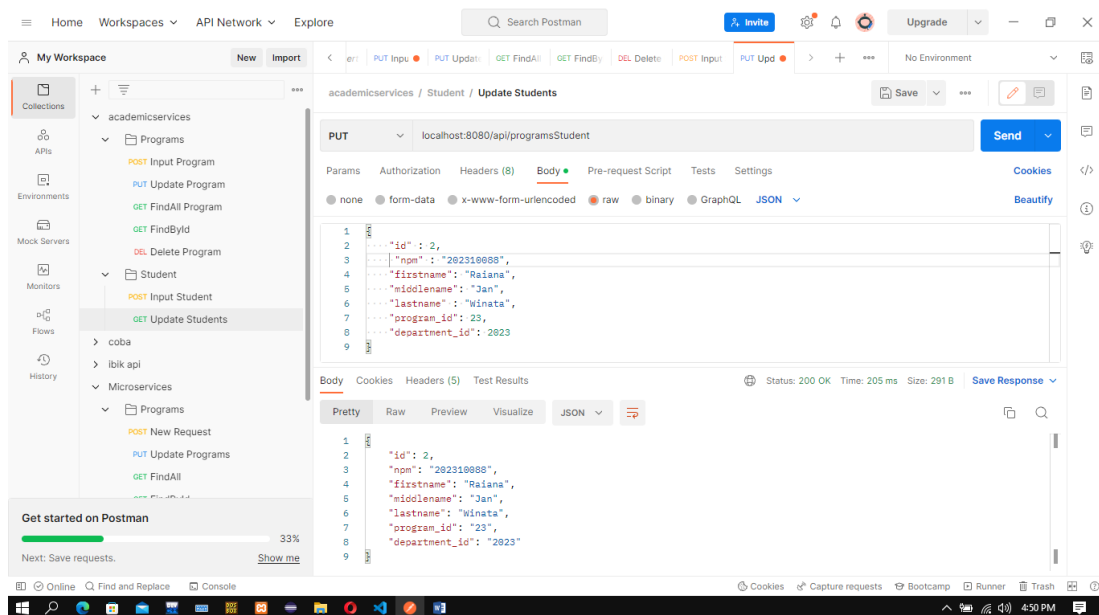 Home Workspaces API Network Explore Search Postman Invite Upgrade
My Workspace New Import PUT Inpu PUT Update GET FindAll GET FindBy DEL Delete POST Input PUT Upd No Environment
Collections
APIs
Environments
Mock Servers
Monitors
Flows
History
academicservices
Programs
POST Input Program
PUT Update Program
GET FindAll Program
GET FindById
DEL Delete Program
Student
POST Input Student
GET Update Students
coba
ibik api
Microservices
Programs
POST New Request
PUT Update Programs
GET FindAll
Get started on Postman
33%
Next: Save requests. Show me
academicservices / Student / Update Students Save
PUT localhost:8080/api/programsStudent Send
Params Authorization Headers (8) Body Pre-request Script Tests Settings Cookies
none form-data x-www-form-urlencoded raw binary GraphQL JSON Beautify
1 {
2 "id" : 2,
3 "npm" : "202310088",
4 "firstname": "Raiana",
5 "middlename": "Jan",
6 "lastname" : "Winata",
7 "program_id": 23,
8 "department_id": 2023
9 }
Body Cookies Headers (5) Test Results Status: 200 OK Time: 205 ms Size: 291 B Save Response
Pretty Raw Preview Visualize JSON
1 {
2 "id": 2,
3 "npm": "202310088",
4 "firstname": "Raiana",
5 "middlename": "Jan",
6 "lastname": "Winata",
7 "program_id": "23",
8 "department_id": "2023"
9 }
Online Find and Replace Console Cookies Capture requests Bootcamp Runner Trash
4:50 PM